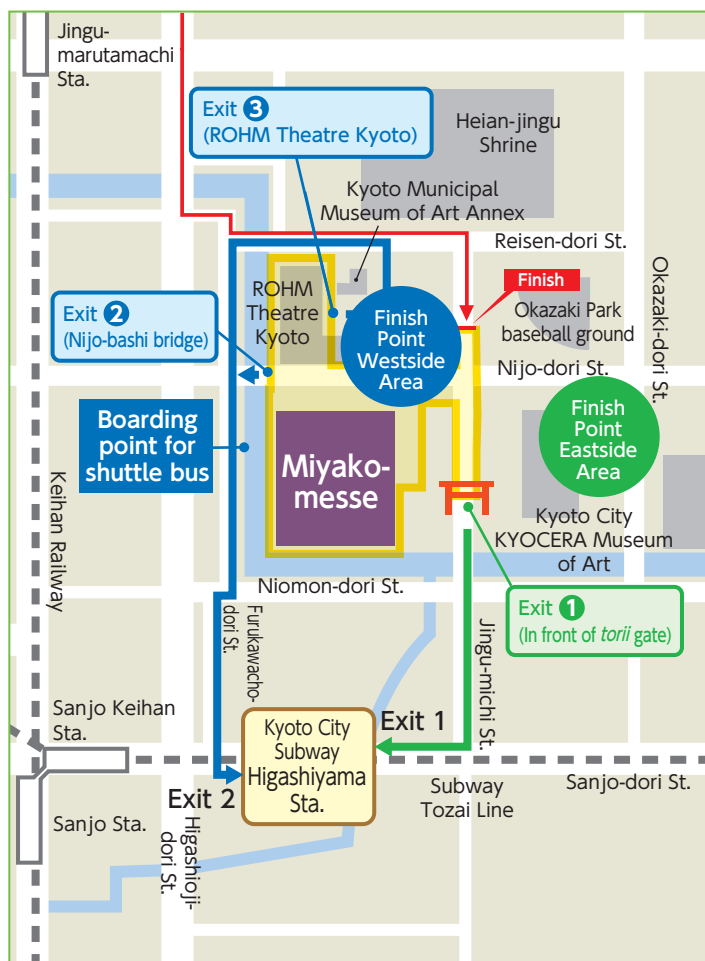 Jingu-
marutamachi
Sta.
Exit 3
(ROHM Theatre Kyoto)
Heian-jingu
Shrine
Kyoto Municipal
Museum of Art Annex
Reisen-dori St.
Finish
Okazaki Park
baseball ground
Okazaki-dori St.
ROHM
Theatre
Kyoto
Finish
Point
Westside
Area
Exit 2
(Nijo-bashi bridge)
Nijo-dori St.
Finish
Point
Eastside
Area
Boarding
point for
shuttle bus
Miyako-
messe
Keihan Railway
Kyoto City
KYOCERA Museum
of Art
Niomon-dori St.
Exit 1
(In front of torii gate)
Furukawacho-
dori St.
Jingu-michi St.
Sanjo Keihan
Sta.
Kyoto City
Subway
Higashiyama
Sta.
Exit 1
Exit 2
Subway
Tozai Line
Sanjo-dori St.
Sanjo Sta.
Higashioji-
dori St.